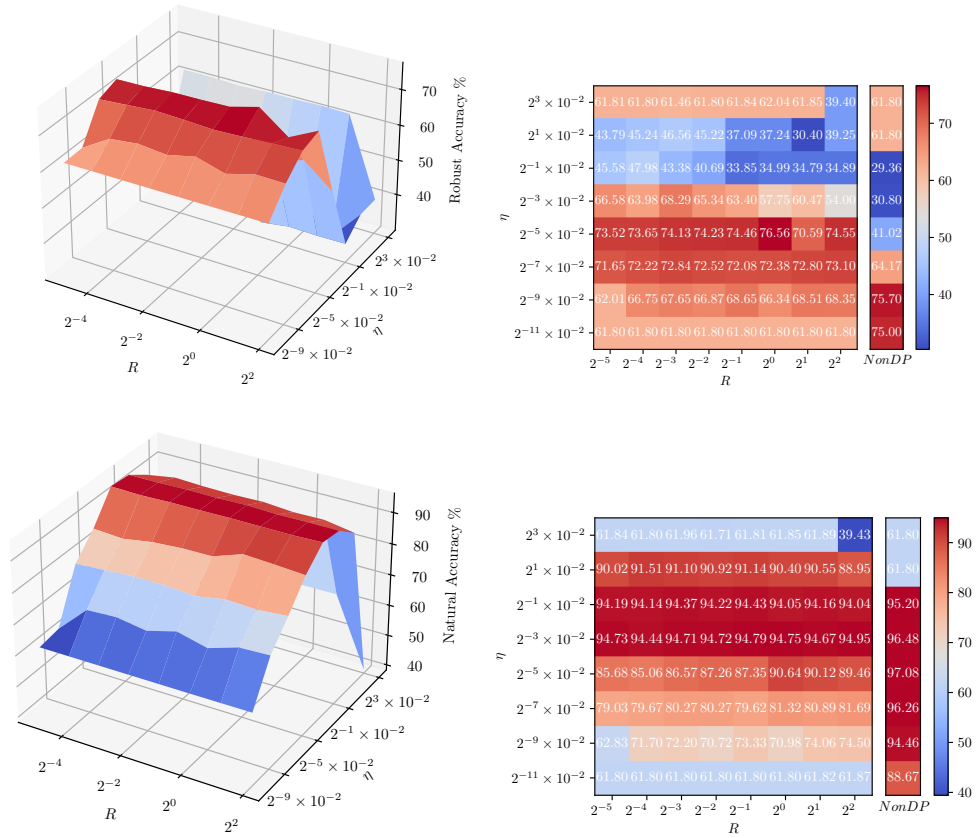 70
60
50
40
Robust Accuracy %
2^3 × 10^-2
2^-1 × 10^-2
2^-5 × 10^-2
2^-9 × 10^-2
η
2^-4
2^-2
2^0
2^2
R
η
2^3 × 10^-2 61.81 61.80 61.46 61.80 61.84 62.04 61.85 39.40 61.80
2^1 × 10^-2 43.79 45.24 46.56 45.22 37.09 37.24 30.40 39.25 61.80
2^-1 × 10^-2 45.58 47.98 43.38 40.69 33.85 34.99 34.79 34.89 29.36
2^-3 × 10^-2 66.58 63.98 68.29 65.34 63.40 57.75 60.47 54.00 30.80
2^-5 × 10^-2 73.52 73.65 74.13 74.23 74.46 76.56 70.59 74.55 41.02
2^-7 × 10^-2 71.65 72.22 72.84 72.52 72.08 72.38 72.80 73.10 64.17
2^-9 × 10^-2 62.01 66.75 67.65 66.87 68.65 66.34 68.51 68.35 75.70
2^-11 × 10^-2 61.80 61.80 61.80 61.80 61.80 61.80 61.80 61.80 75.00
2^-5 2^-4 2^-3 2^-2 2^-1 2^0 2^1 2^2 NonDP
R
70
60
50
40
90
80
70
60
50
40
Natural Accuracy %
2^3 × 10^-2
2^-1 × 10^-2
2^-5 × 10^-2
2^-9 × 10^-2
η
2^-4
2^-2
2^0
2^2
R
η
2^3 × 10^-2 61.84 61.80 61.96 61.71 61.81 61.85 61.89 39.43 61.80
2^1 × 10^-2 90.02 91.51 91.10 90.92 91.14 90.40 90.55 88.95 61.80
2^-1 × 10^-2 94.19 94.14 94.37 94.22 94.43 94.05 94.16 94.04 95.20
2^-3 × 10^-2 94.73 94.44 94.71 94.72 94.79 94.75 94.67 94.95 96.48
2^-5 × 10^-2 85.68 85.06 86.57 87.26 87.35 90.64 90.12 89.46 97.08
2^-7 × 10^-2 79.03 79.67 80.27 80.27 79.62 81.32 80.89 81.69 96.26
2^-9 × 10^-2 62.83 71.70 72.20 70.72 73.33 70.98 74.06 74.50 94.46
2^-11 × 10^-2 61.80 61.80 61.80 61.80 61.80 61.80 61.82 61.87 88.67
2^-5 2^-4 2^-3 2^-2 2^-1 2^0 2^1 2^2 NonDP
R
90
80
70
60
50
40